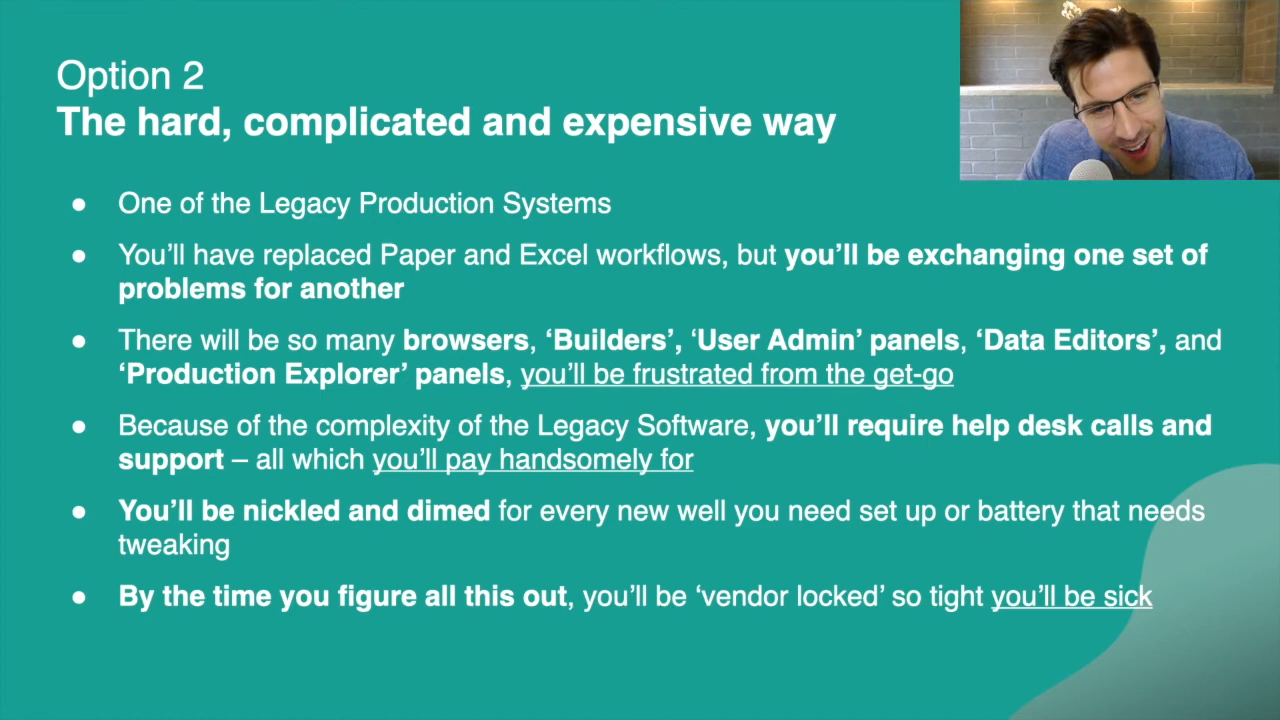 Option 2
The hard, complicated and expensive way
● One of the Legacy Production Systems
● You’ll have replaced Paper and Excel workflows, but you’ll be exchanging one set of
problems for another
● There will be so many browsers, ‘Builders’, ‘User Admin’ panels, ‘Data Editors’, and
‘Production Explorer’ panels, you’ll be frustrated from the get-go
● Because of the complexity of the Legacy Software, you’ll require help desk calls and
support – all which you’ll pay handsomely for
● You’ll be nickled and dimed for every new well you need set up or battery that needs
tweaking
● By the time you figure all this out, you’ll be ‘vendor locked’ so tight you’ll be sick